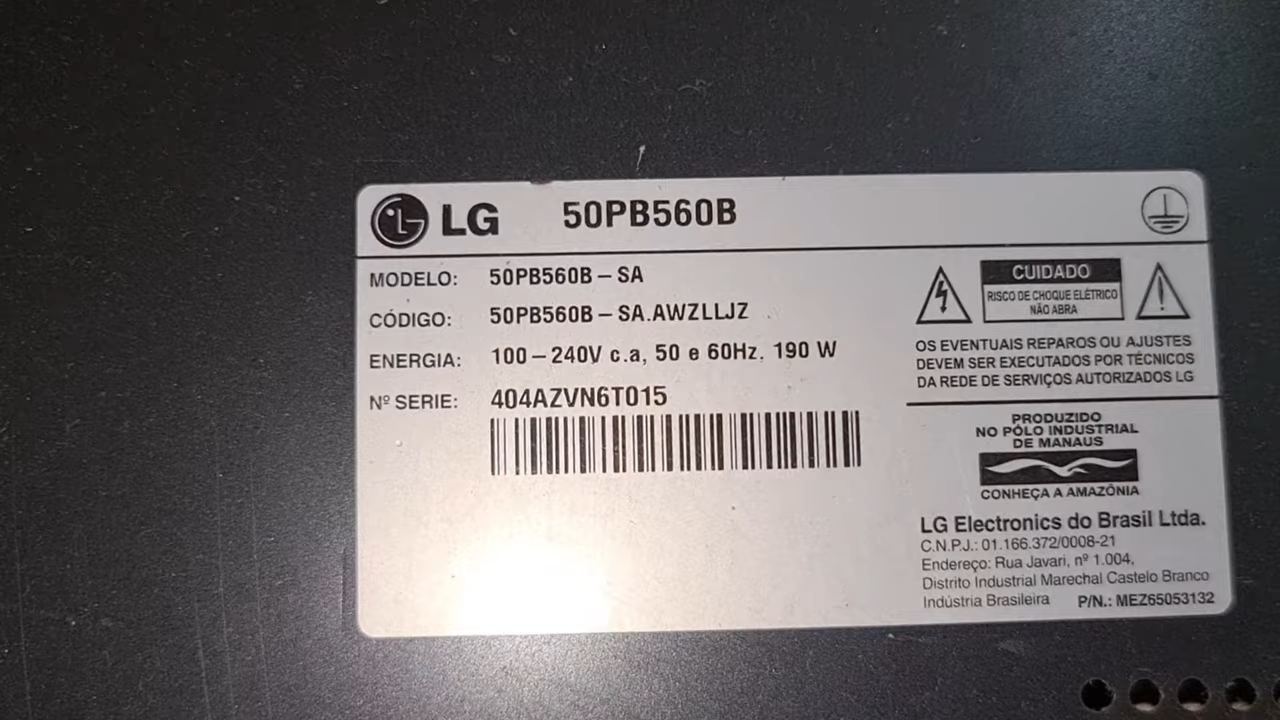 LG 50PB560B
MODELO: 50PB560B – SA
CÓDIGO: 50PB560B – SA.AWZLLJZ
ENERGIA: 100 – 240V c.a, 50 e 60Hz. 190 W
Nº SERIE: 404AZVN6T015
CUIDADO
RISCO DE CHOQUE ELÉTRICO
NÃO ABRA
OS EVENTUAIS REPAROS OU AJUSTES
DEVEM SER EXECUTADOS POR TÉCNICOS
DA REDE DE SERVIÇOS AUTORIZADOS LG
PRODUZIDO
NO PÓLO INDUSTRIAL
DE MANAUS
CONHEÇA A AMAZÔNIA
LG Electronics do Brasil Ltda.
C.N.P.J.: 01.166.372/0008-21
Endereço: Rua Javari, nº 1.004,
Distrito Industrial Marechal Castelo Branco
Indústria Brasileira P/N.: MEZ65053132